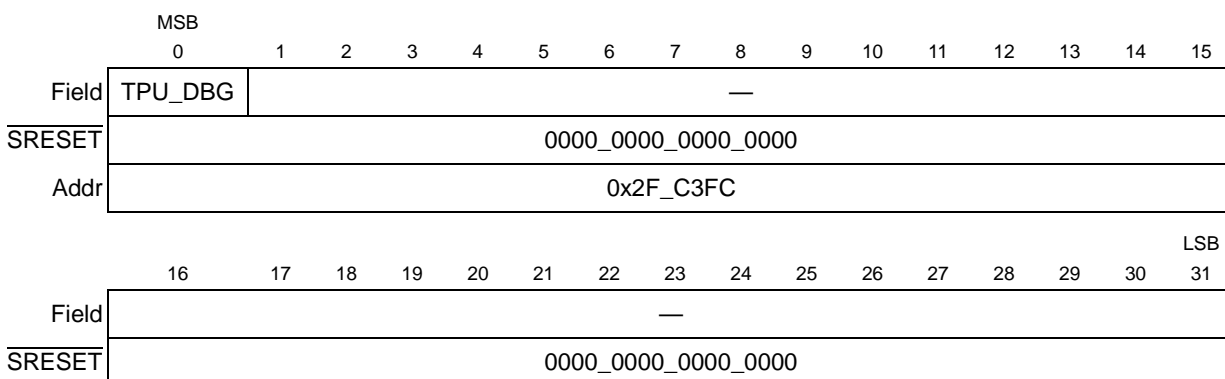 MSB
0 1 2 3 4 5 6 7 8 9 10 11 12 13 14 15
Field TPU_DBG —
SRESET 0000_0000_0000_0000
Addr 0x2F_C3FC
LSB
16 17 18 19 20 21 22 23 24 25 26 27 28 29 30 31
Field —
SRESET 0000_0000_0000_0000